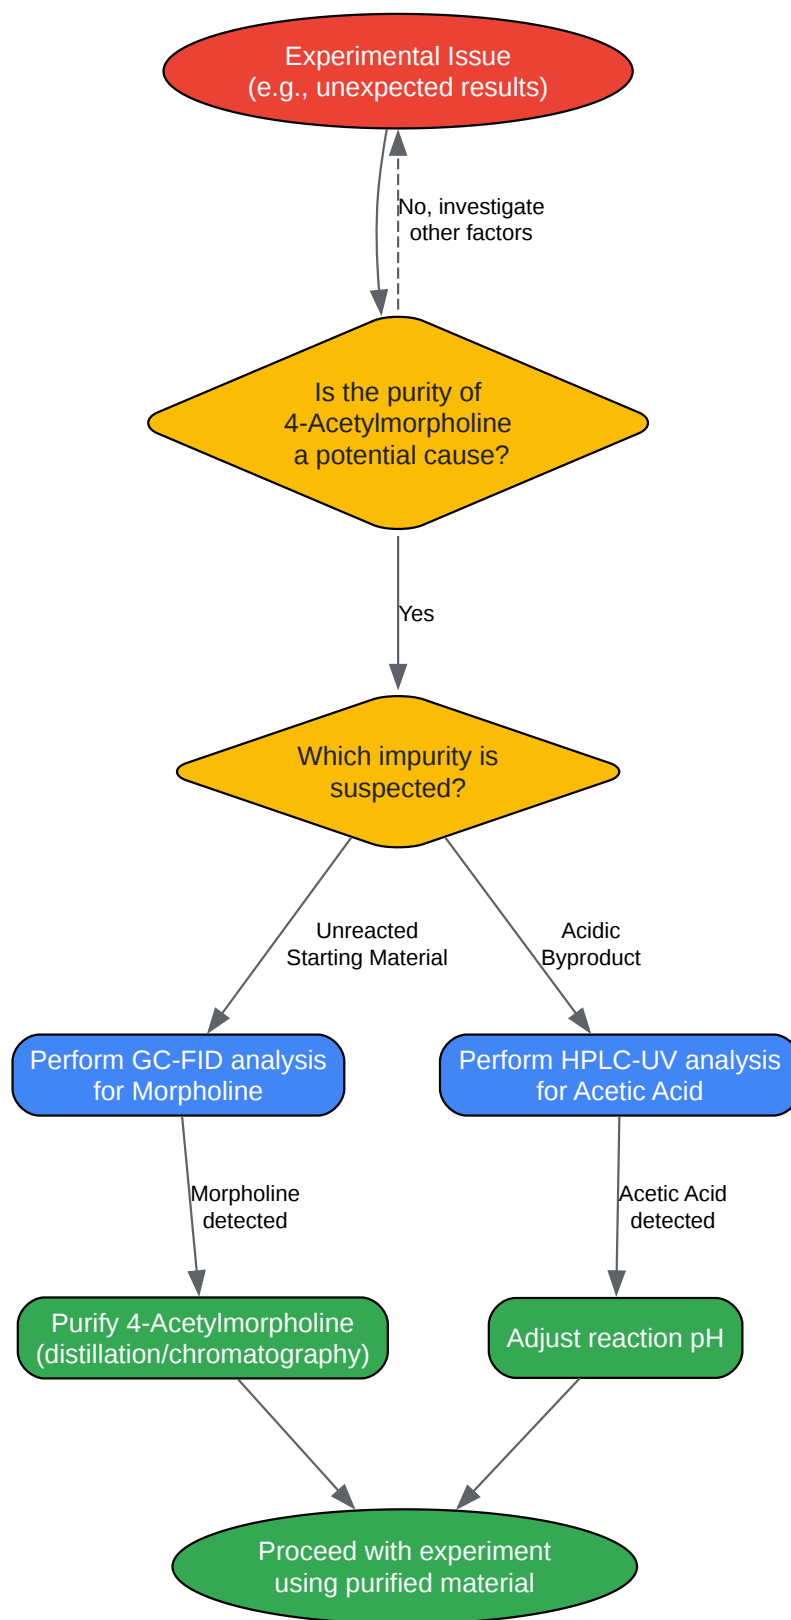 Experimental Issue
(e.g., unexpected results)
No, investigate
other factors
Is the purity of
4-Acetylmorpholine
a potential cause?
Yes
Which impurity is
suspected?
Unreacted
Starting Material
Acidic
Byproduct
Perform GC-FID analysis
for Morpholine
Perform HPLC-UV analysis
for Acetic Acid
Morpholine
detected
Acetic Acid
detected
Purify 4-Acetylmorpholine
(distillation/chromatography)
Adjust reaction pH
Proceed with experiment
using purified material